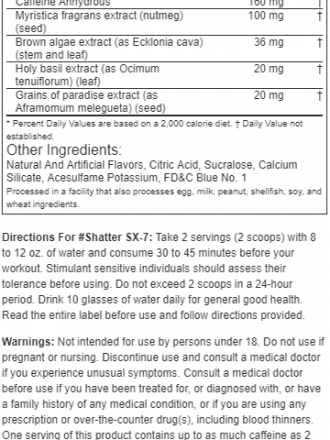 Caffeine Anhydrous 160 mg †
Myristica fragrans extract (nutmeg) 100 mg †
(seed)
Brown algae extract (as Ecklonia cava) 36 mg †
(stem and leaf)
Holy basil extract (as Ocimum 20 mg †
tenuiflorum) (leaf)
Grains of paradise extract (as 20 mg †
Aframomum melegueta) (seed)
* Percent Daily Values are based on a 2,000 calorie diet. † Daily Value not
established.
Other Ingredients:
Natural And Artificial Flavors, Citric Acid, Sucralose, Calcium
Silicate, Acesulfame Potassium, FD&C Blue No. 1
Processed in a facility that also processes egg, milk, peanut, shellfish, soy, and
wheat ingredients.
Directions For #Shatter SX-7: Take 2 servings (2 scoops) with 8
to 12 oz. of water and consume 30 to 45 minutes before your
workout. Stimulant sensitive individuals should assess their
tolerance before using. Do not exceed 2 scoops in a 24-hour
period. Drink 10 glasses of water daily for general good health.
Read the entire label before use and follow directions provided.
Warnings: Not intended for use by persons under 18. Do not use if
pregnant or nursing. Discontinue use and consult a medical doctor
if you experience unusual symptoms. Consult a medical doctor
before use if you have been treated for, or diagnosed with, or have
a family history of any medical condition, or if you are using any
prescription or over-the-counter drug(s), including blood thinners.
One serving of this product contains up to as much caffeine as 2